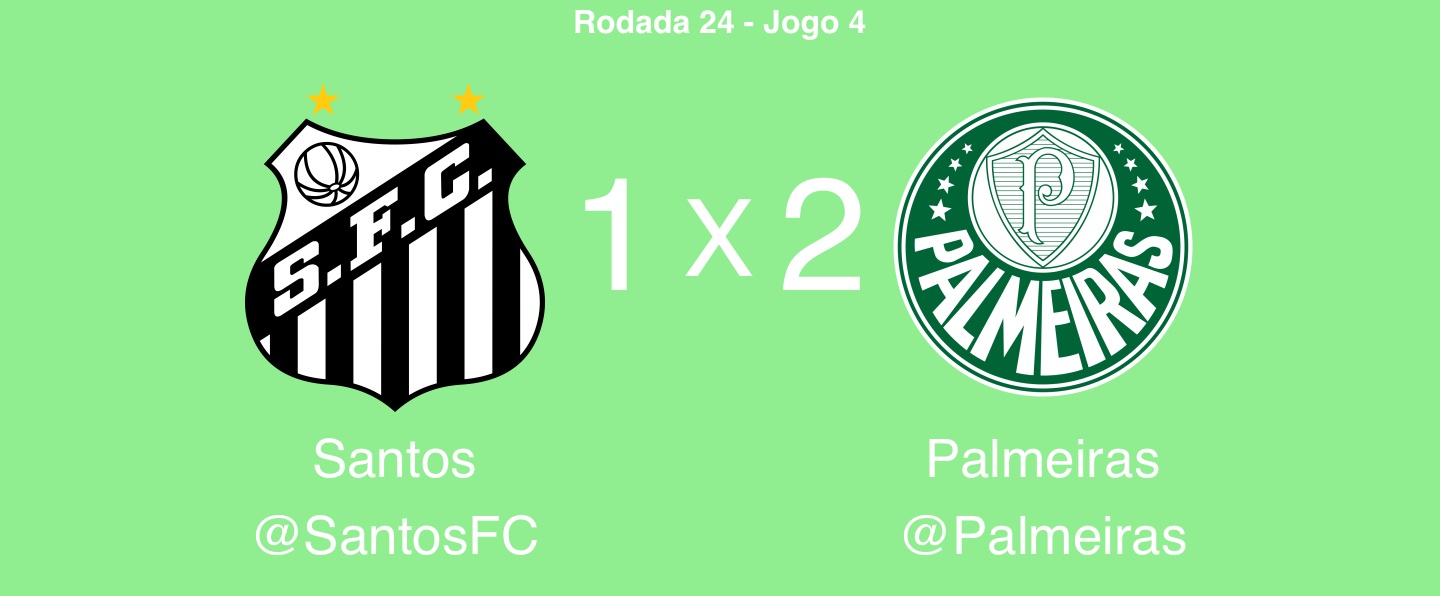 Rodada 24 - Jogo 4
S.F.C.
1 x 2
P
PALMEIRAS
Santos
Palmeiras
@SantosFC
@Palmeiras